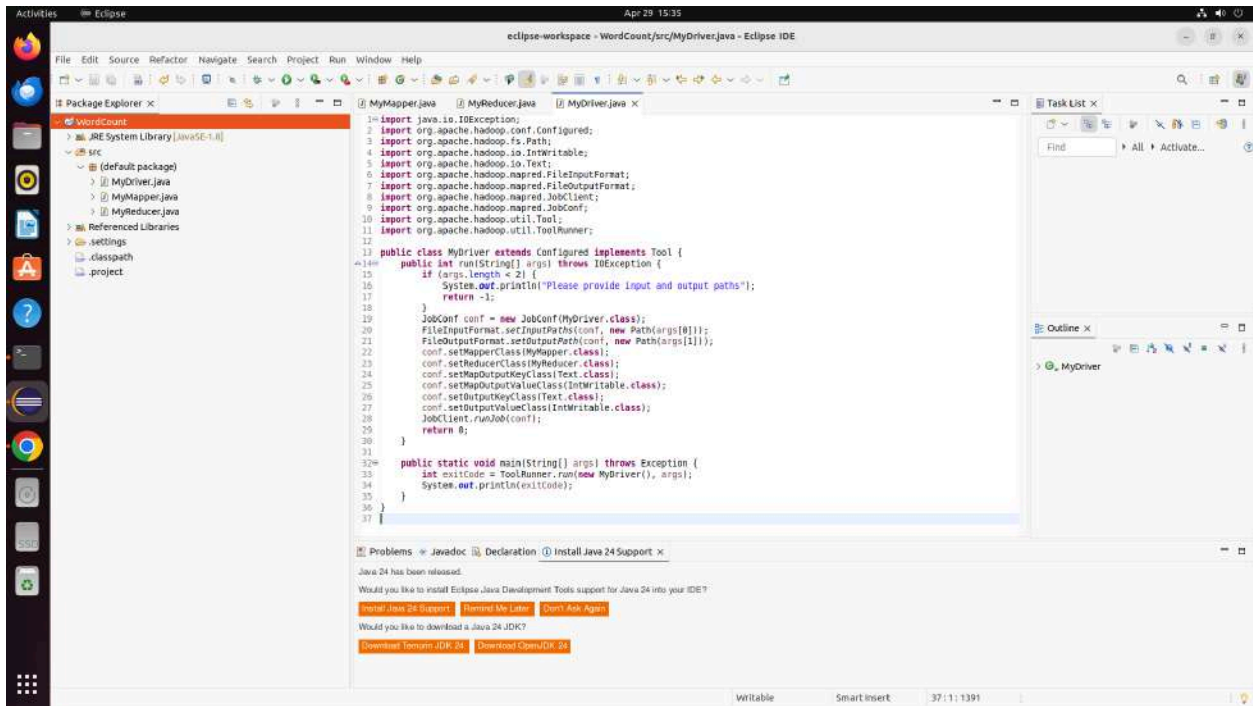 Activities Eclipse Apr 29 15:35
eclipse-workspace - WordCount/src/MyDriver.java - Eclipse IDE
File Edit Source Refactor Navigate Search Project Run Window Help
Package Explorer
WordCount
JRE System Library [JavaSE-1.8]
src
(default package)
MyDriver.java
MyMapper.java
MyReducer.java
Referenced Libraries
.settings
.classpath
.project
MyMapper.java MyReducer.java MyDriver.java
1 import java.io.IOException;
2 import org.apache.hadoop.conf.Configured;
3 import org.apache.hadoop.fs.Path;
4 import org.apache.hadoop.io.IntWritable;
5 import org.apache.hadoop.io.Text;
6 import org.apache.hadoop.mapred.FileInputFormat;
7 import org.apache.hadoop.mapred.FileOutputFormat;
8 import org.apache.hadoop.mapred.JobClient;
9 import org.apache.hadoop.mapred.JobConf;
10 import org.apache.hadoop.util.Tool;
11 import org.apache.hadoop.util.ToolRunner;
12
13 public class MyDriver extends Configured implements Tool {
14 public int run(String[] args) throws IOException {
15 if (args.length < 2) {
16 System.out.println("Please provide input and output paths");
17 return -1;
18 }
19 JobConf conf = new JobConf(MyDriver.class);
20 FileInputFormat.setInputPaths(conf, new Path(args[0]));
21 FileOutputFormat.setOutputPath(conf, new Path(args[1]));
22 conf.setMapperClass(MyMapper.class);
23 conf.setReducerClass(MyReducer.class);
24 conf.setMapOutputKeyClass(Text.class);
25 conf.setMapOutputValueClass(IntWritable.class);
26 conf.setOutputKeyClass(Text.class);
27 conf.setOutputValueClass(IntWritable.class);
28 JobClient.runJob(conf);
29 return 0;
30 }
31
32 public static void main(String[] args) throws Exception {
33 int exitCode = ToolRunner.run(new MyDriver(), args);
34 System.out.println(exitCode);
35 }
36 }
37
Task List
Find All Activate...
Outline
MyDriver
Problems Javadoc Declaration Install Java 24 Support
Java 24 has been released.
Would you like to install Eclipse Java Development Tools support for Java 24 into your IDE?
Install Java 24 Support Remind Me Later Don't Ask Again
Would you like to download a Java 24 JDK?
Download Temurin JDK 24 Download OpenJDK 24
Writable Smart Insert 37 : 1 : 1391
SSD